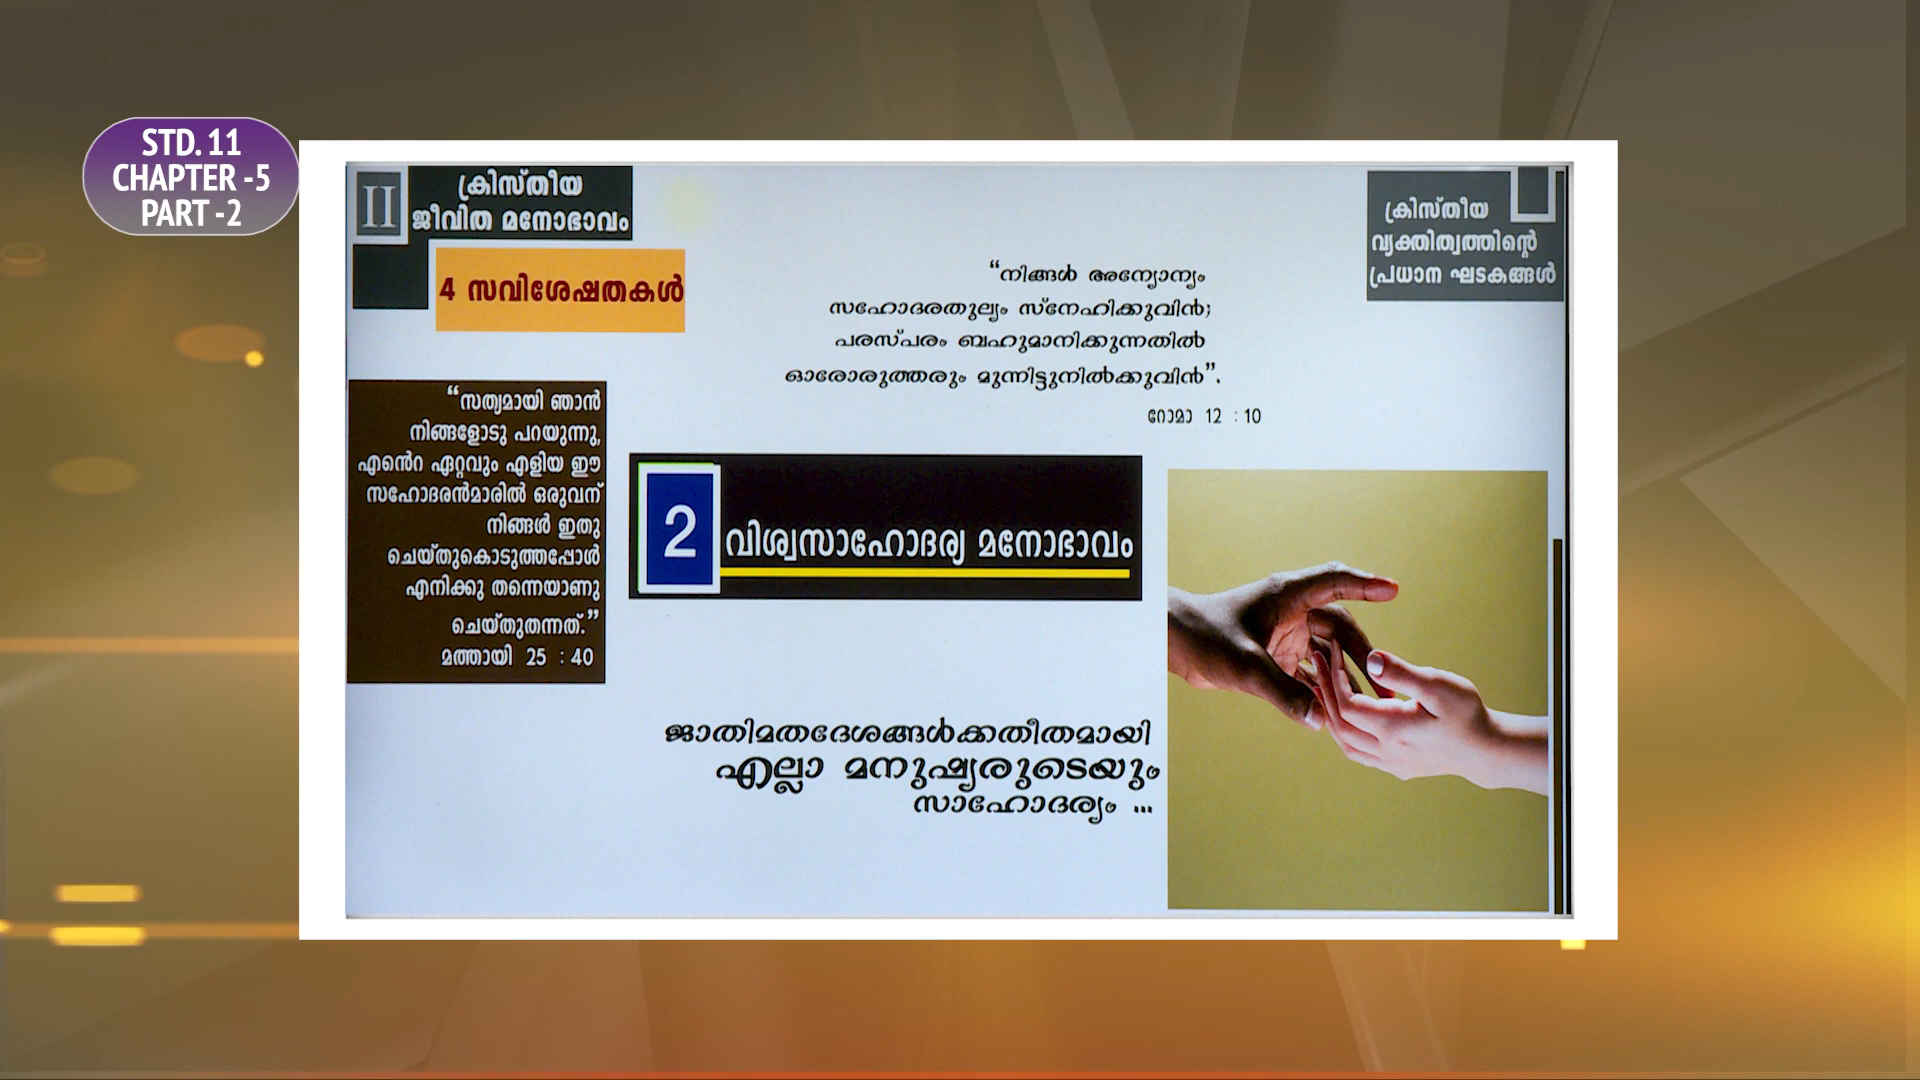 STD. 11
CHAPTER -5
PART -2
II
ക്രിസ്തീയ
ജീവിത മനോഭാവം
4 സവിശേഷതകൾ
ക്രിസ്തീയ
വ്യക്തിത്വത്തിന്റെ
പ്രധാന ഘടകങ്ങൾ
“നിങ്ങൾ അന്യോന്യം
സഹോദരതുല്യം സ്നേഹിക്കുവിൻ;
പരസ്പരം ബഹുമാനിക്കുന്നതിൽ
ഓരോരുത്തരും മുന്നിട്ടുനിൽക്കുവിൻ”.
റോമാ 12 : 10
“സത്യമായി ഞാൻ
നിങ്ങളോടു പറയുന്നു,
എന്റെ ഏറ്റവും എളിയ ഈ
സഹോദരൻമാരിൽ ഒരുവന്
നിങ്ങൾ ഇതു
ചെയ്തുകൊടുത്തപ്പോൾ
എനിക്കു തന്നെയാണു
ചെയ്തുതന്നത്.”
മത്തായി 25 : 40
2 വിശ്വസാഹോദര്യ മനോഭാവം
ജാതിമതദേശങ്ങൾക്കതീതമായി
എല്ലാ മനുഷ്യരുടെയും
സാഹോദര്യം ...